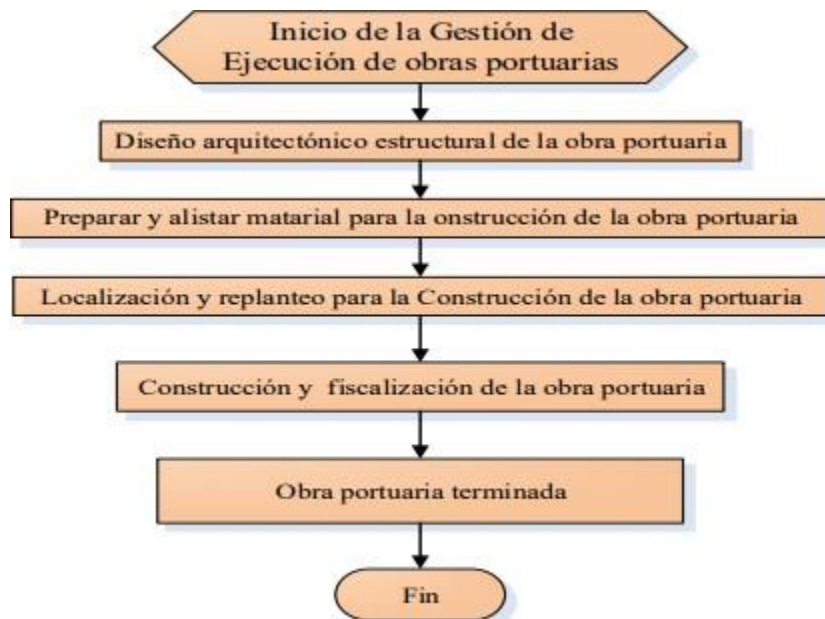 Inicio de la Gestión de
Ejecución de obras portuarias
Diseño arquitectónico estructural de la obra portuaria
Preparar y alistar matarial para la onstrucción de la obra portuaria
Localización y replanteo para la Construcción de la obra portuaria
Construcción y fiscalización de la obra portuaria
Obra portuaria terminada
Fin